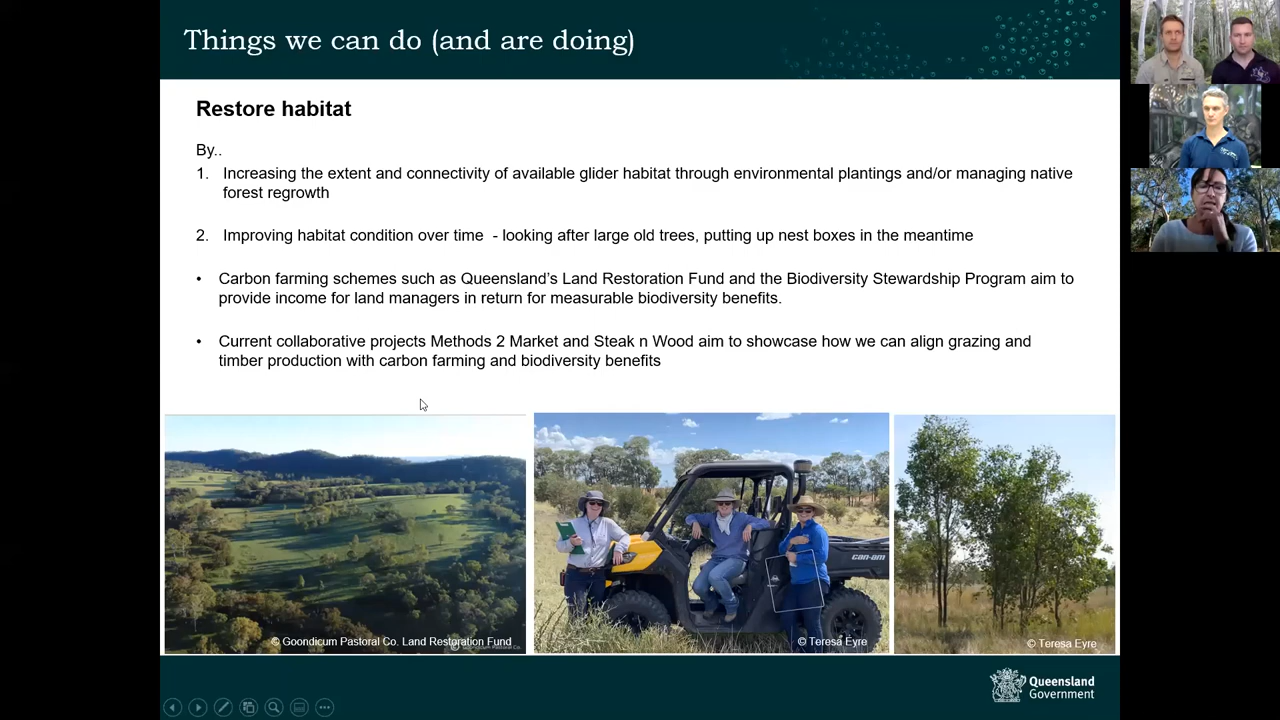 Things we can do (and are doing)
Restore habitat
By..
1. Increasing the extent and connectivity of available glider habitat through environmental plantings and/or managing native
forest regrowth
2. Improving habitat condition over time - looking after large old trees, putting up nest boxes in the meantime
• Carbon farming schemes such as Queensland's Land Restoration Fund and the Biodiversity Stewardship Program aim to
provide income for land managers in return for measurable biodiversity benefits.
• Current collaborative projects Methods 2 Market and Steak n Wood aim to showcase how we can align grazing and
timber production with carbon farming and biodiversity benefits
© Goondicum Pastoral Co. Land Restoration Fund
© Goondicum Pastoral Co.
can-am
© Teresa Eyre
© Teresa Eyre
Queensland
Government